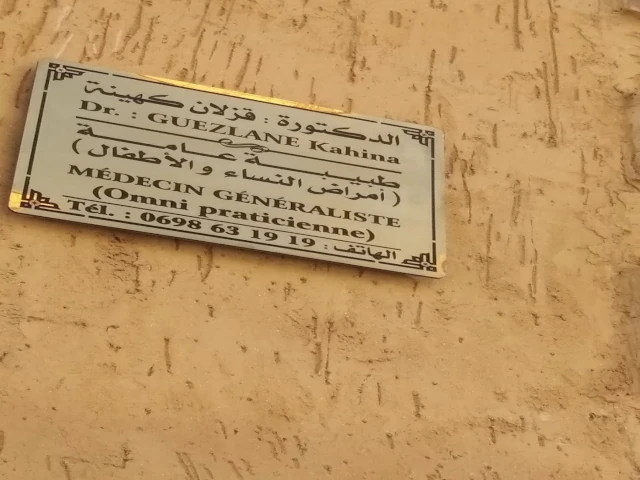 الدكتورة : قزلان كهينة
Dr. : GUEZLANE Kahina
طبيبة عامة
( أمراض النساء والأطفال )
MÉDECIN GÉNÉRALISTE
(Omni praticienne)
Tél. : 0698 63 19 19 : الهاتف